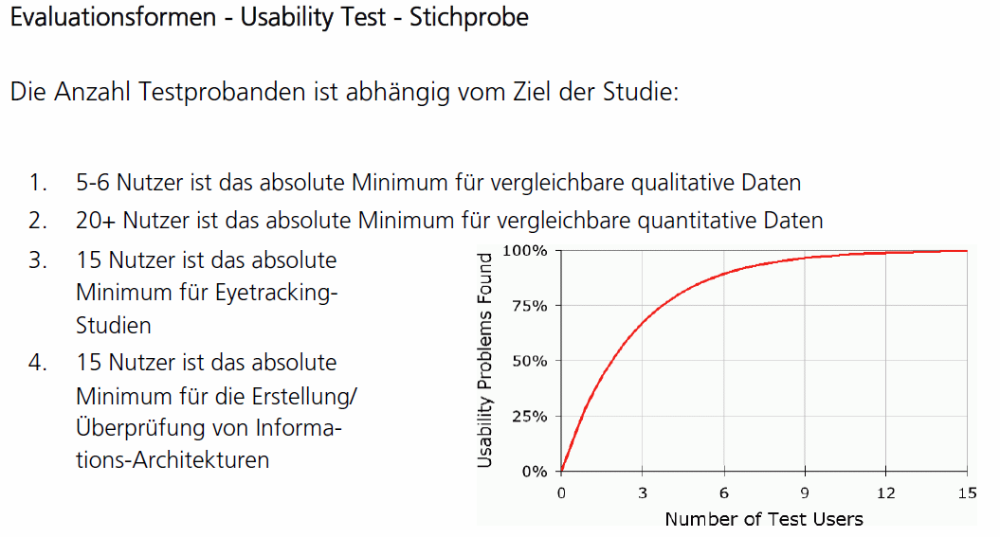 Evaluationsformen - Usability Test - Stichprobe
Die Anzahl Testprobanden ist abhängig vom Ziel der Studie:
1. 5-6 Nutzer ist das absolute Minimum für vergleichbare qualitative Daten
2. 20+ Nutzer ist das absolute Minimum für vergleichbare quantitative Daten
3. 15 Nutzer ist das absolute
Minimum für Eyetracking-
Studien
4. 15 Nutzer ist das absolute
Minimum für die Erstellung/
Überprüfung von Informa-
tions-Architekturen
Usability Problems Found
100%
75%
50%
25%
0%
0 3 6 9 12 15
Number of Test Users